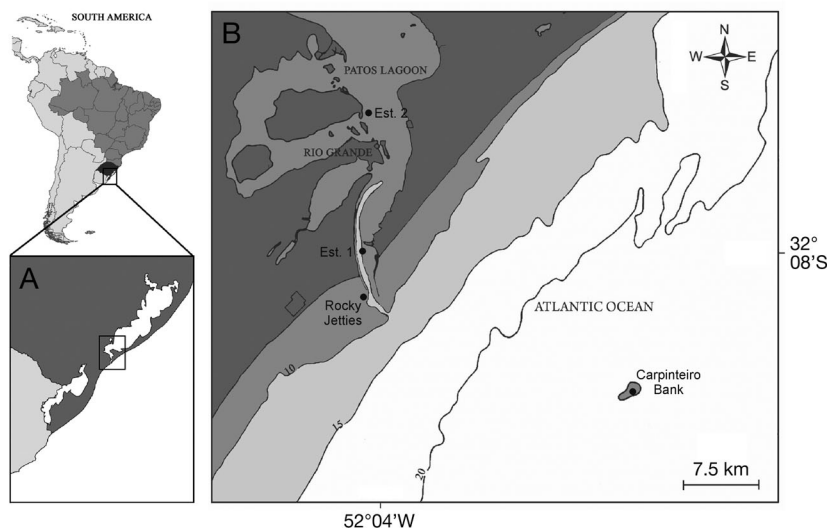 SOUTH AMERICA
A
B
N
W
E
S
PATOS LAGOON
Est. 2
RIO GRANDE
Est. 1
Rocky
Jetties
32°
08'S
ATLANTIC OCEAN
Carpinteiro
Bank
10
15
20
7.5 km
52°04'W